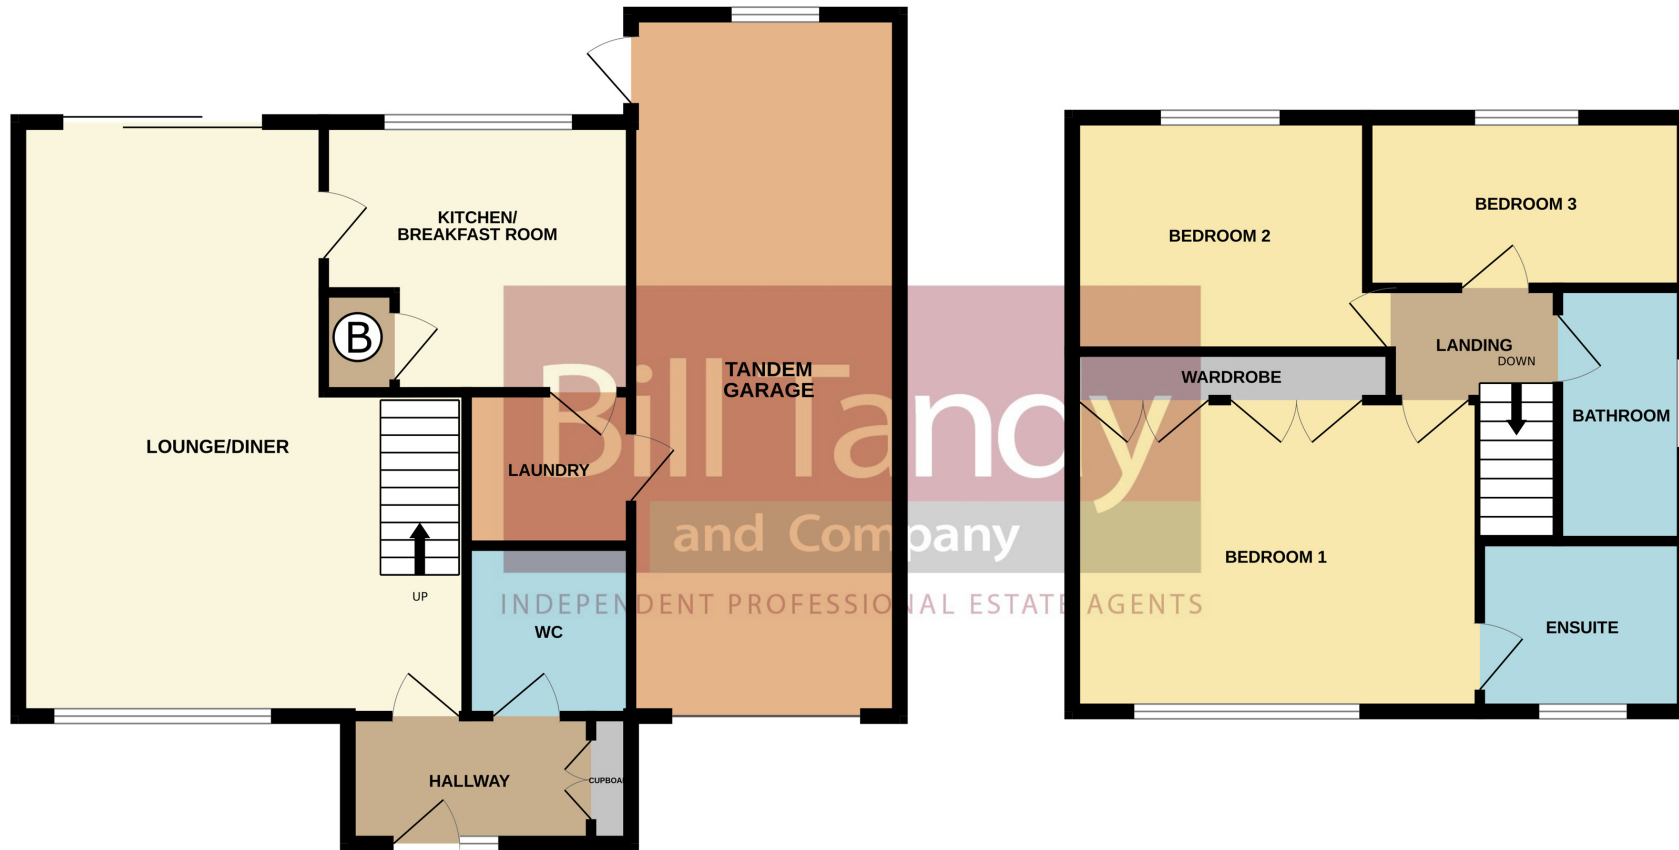 KITCHEN/
BREAKFAST ROOM
B
LOUNGE/DINER
UP
LAUNDRY
WC
HALLWAY
CUPBOA
TANDEM
GARAGE
Bill Tandy
and Company
INDEPENDENT PROFESSIONAL ESTATE AGENTS
BEDROOM 2
BEDROOM 3
LANDING
DOWN
WARDROBE
BATHROOM
BEDROOM 1
ENSUITE